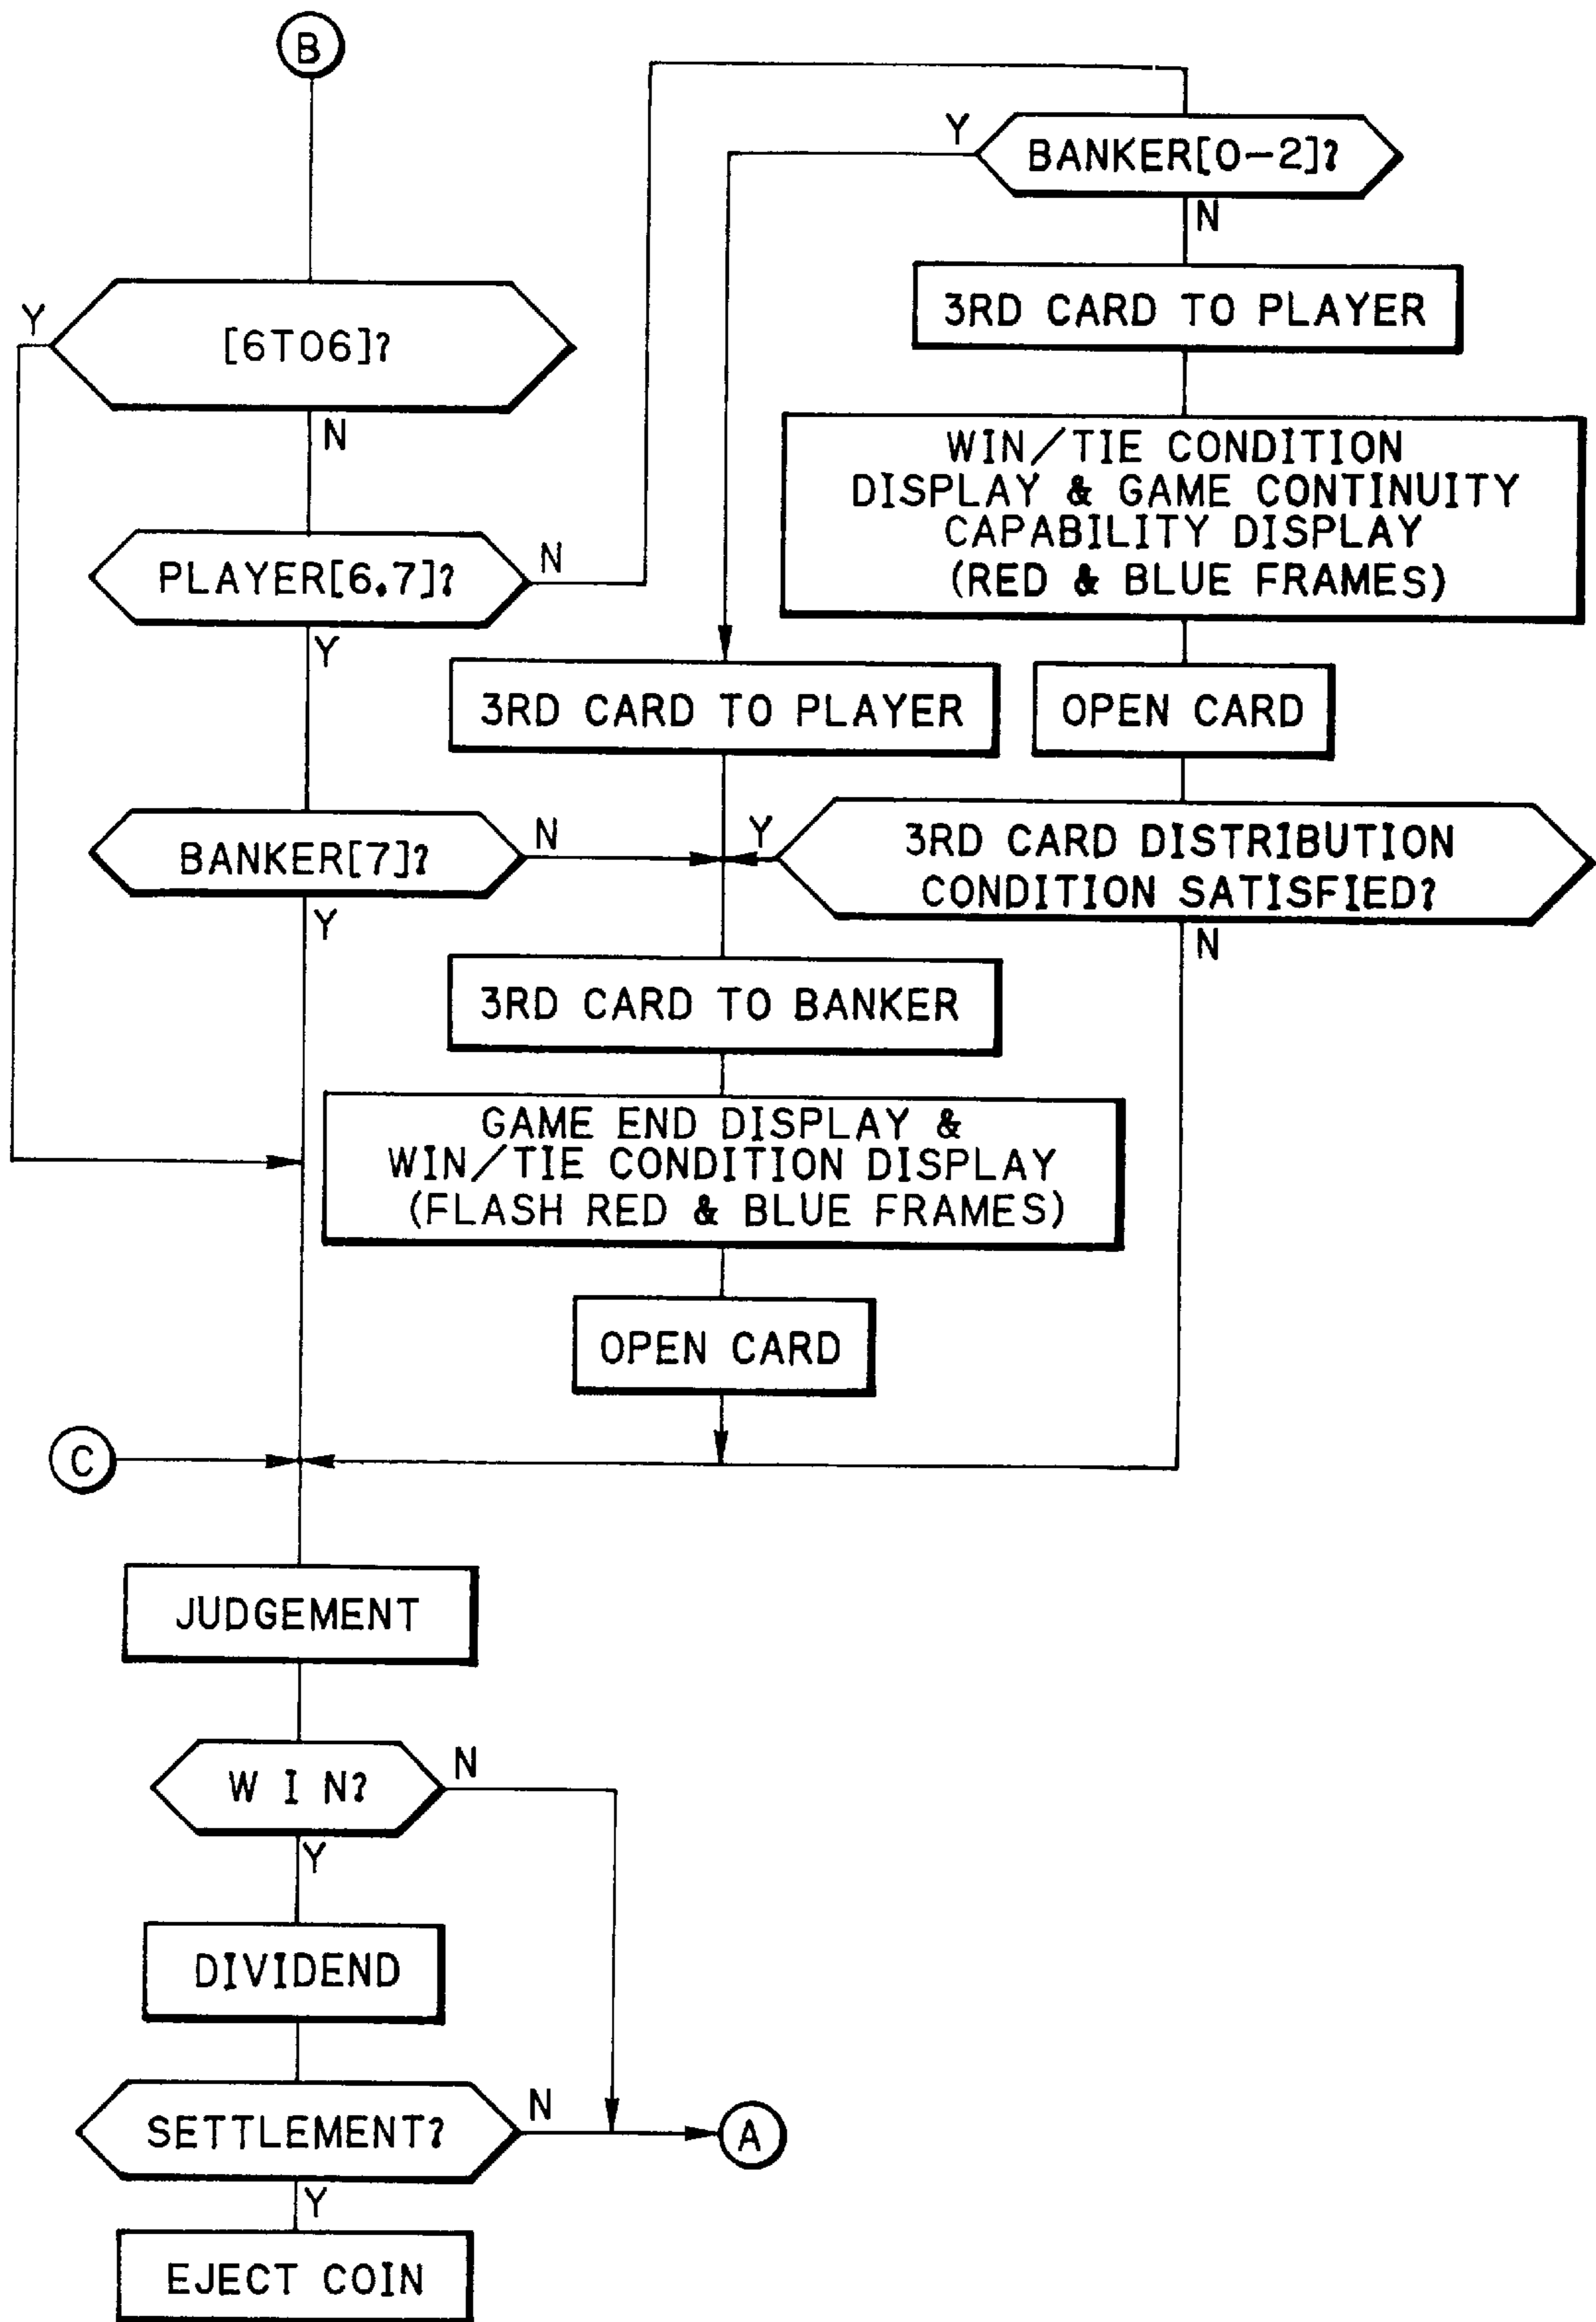 B
BANKER[0-2]?
Y
N
[6TO6]?
Y
N
3RD CARD TO PLAYER
WIN/TIE CONDITION
DISPLAY & GAME CONTINUITY
CAPABILITY DISPLAY
(RED & BLUE FRAMES)
PLAYER[6.7]?
N
Y
3RD CARD TO PLAYER
OPEN CARD
BANKER[7]?
N
Y
Y
3RD CARD DISTRIBUTION
CONDITION SATISFIED?
N
3RD CARD TO BANKER
GAME END DISPLAY &
WIN/TIE CONDITION DISPLAY
(FLASH RED & BLUE FRAMES)
OPEN CARD
C
JUDGEMENT
W I N?
N
Y
DIVIDEND
SETTLEMENT?
N
A
Y
EJECT COIN